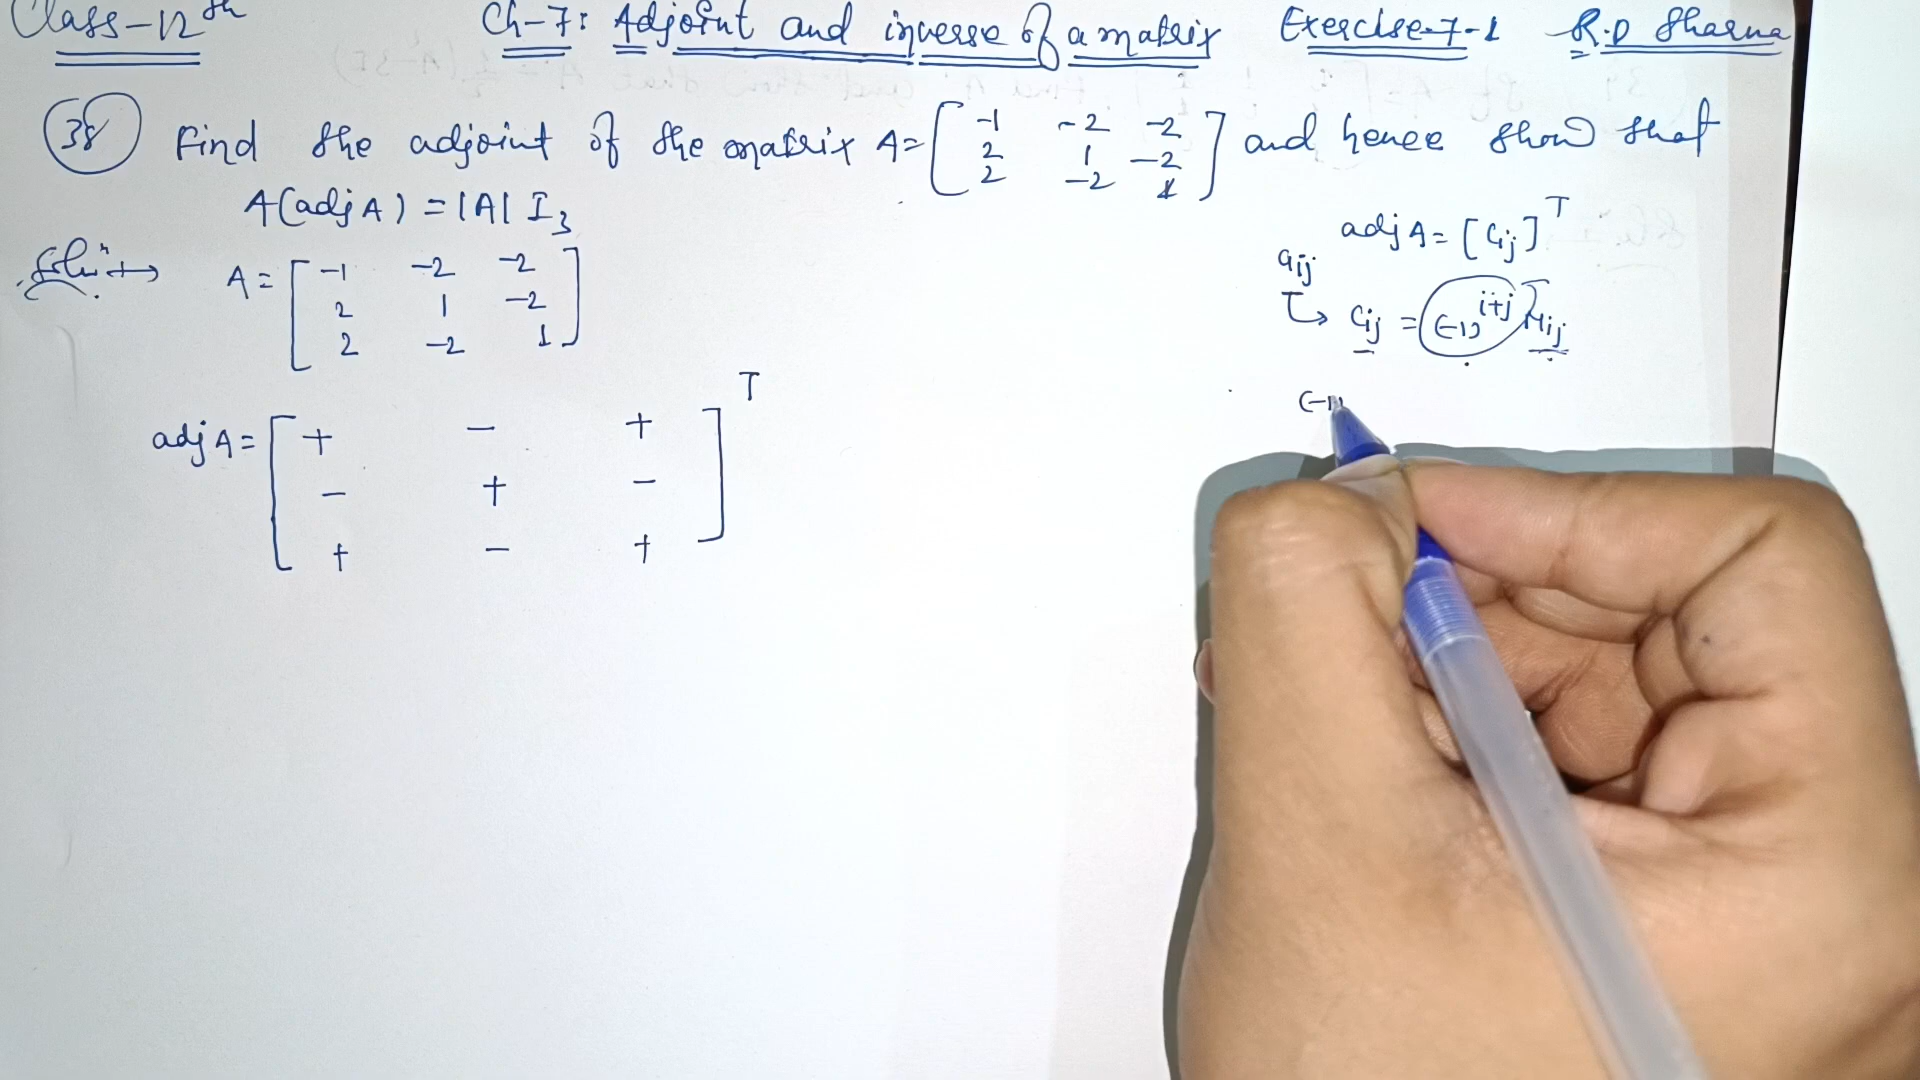 Class-12th Ch-7: Adjoint and inverse of a matrix Exercise-7-1 R.D Sharma
38 Find the adjoint of the matrix A = [ -1 -2 -2
2 1 -2
2 -2 1 ] and hence show that
A(adj A) = |A| I3
Solun→ A = [ -1 -2 -2
2 1 -2
2 -2 1 ]
adj A = [Cij]^T
aij
↳ Cij = (-1)^i+j Mij
(-1)
adj A = [ + - +
- + -
+ - + ]^T